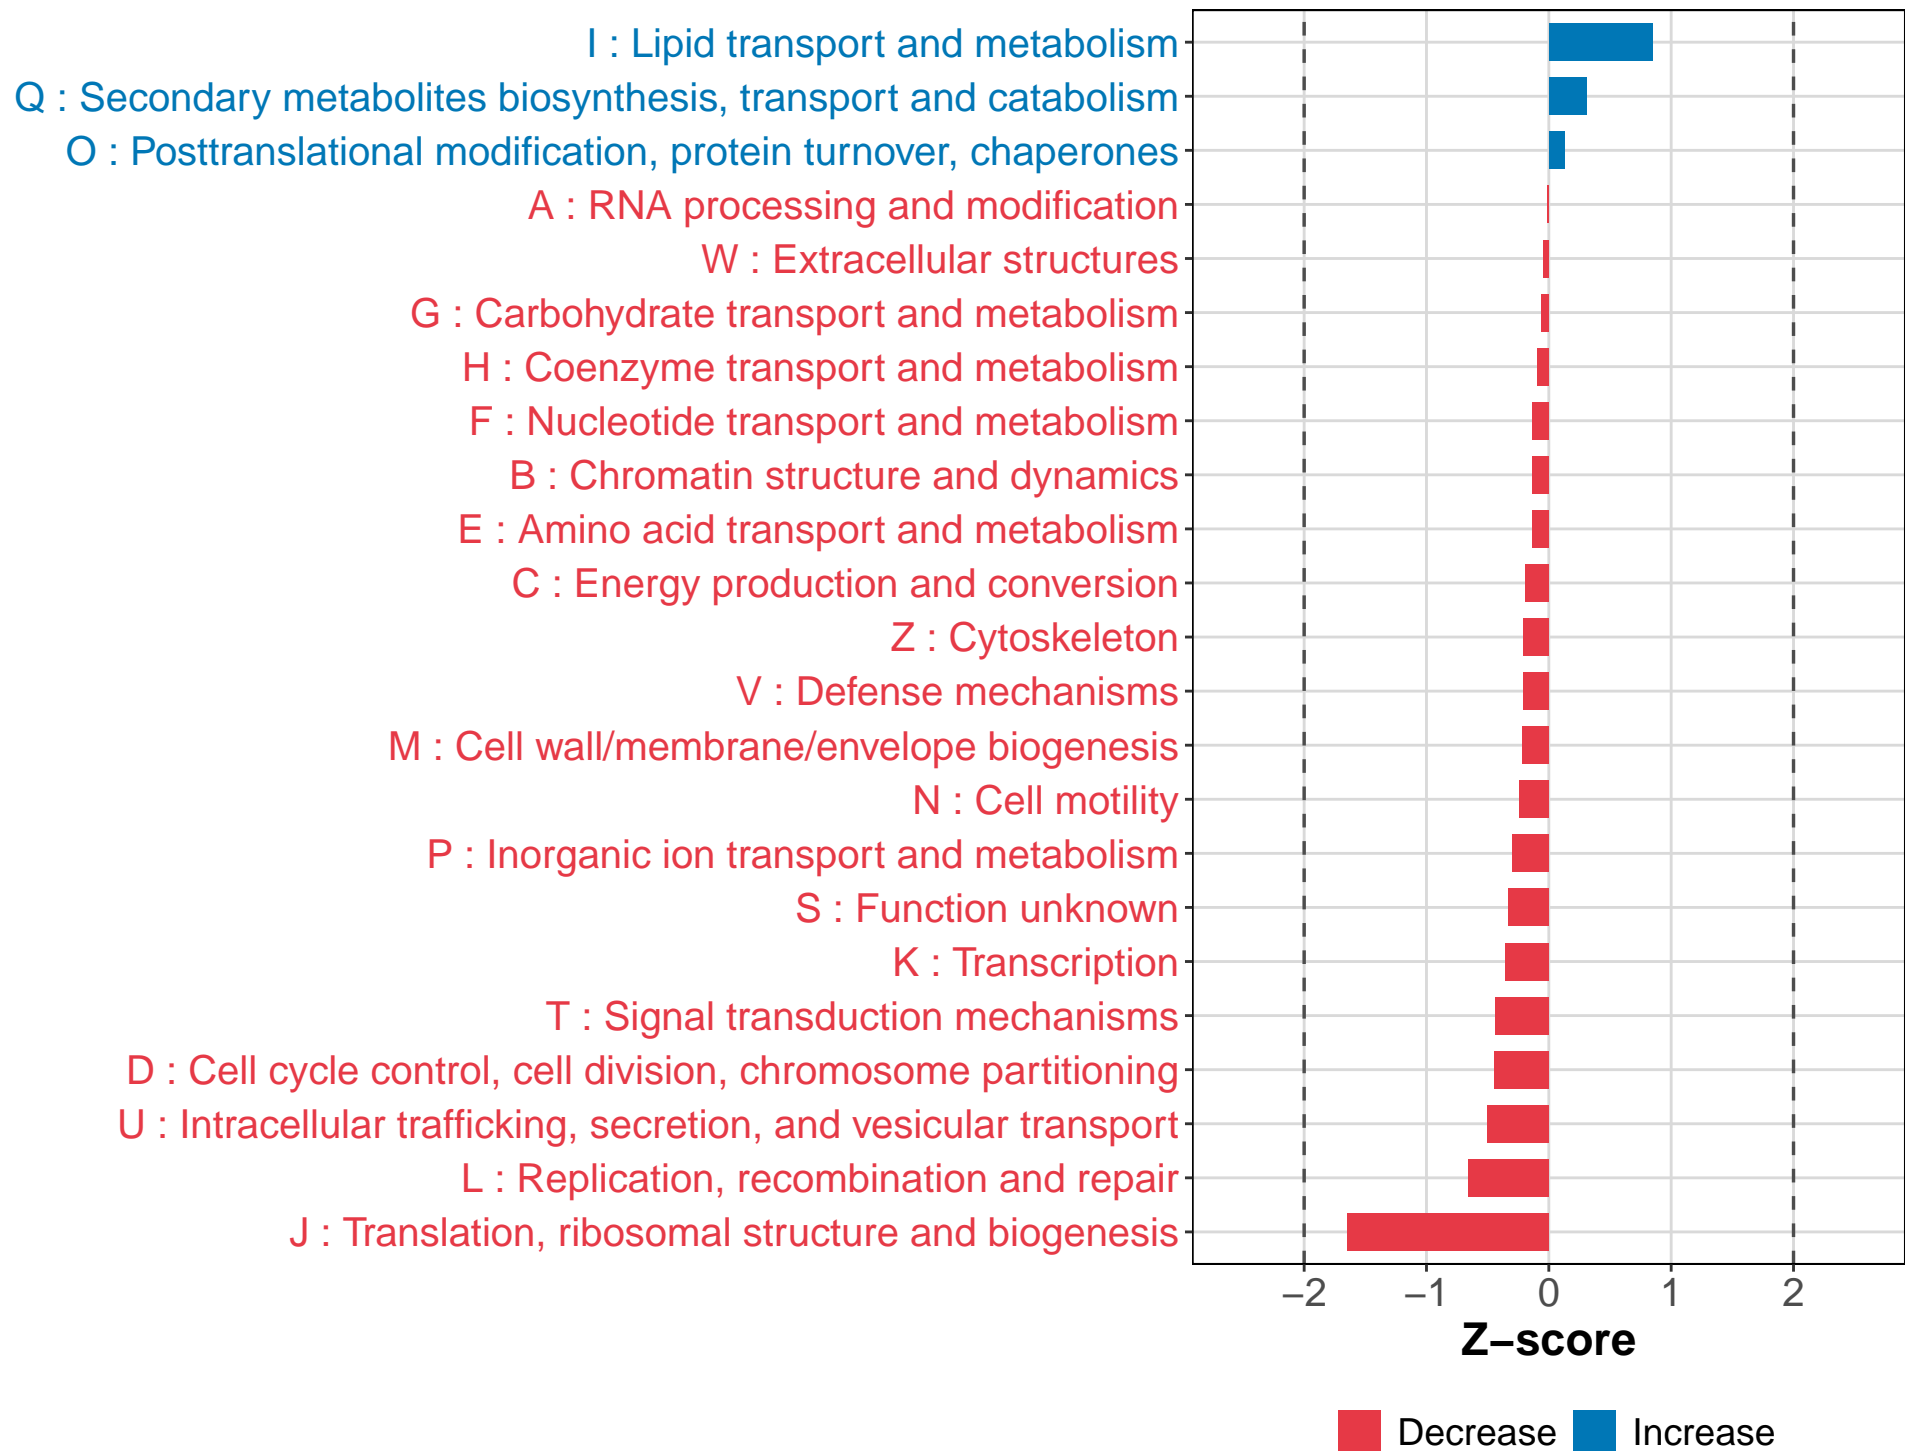 I : Lipid transport and metabolism
Q : Secondary metabolites biosynthesis, transport and catabolism
O : Posttranslational modification, protein turnover, chaperones
A : RNA processing and modification
W : Extracellular structures
G : Carbohydrate transport and metabolism
H : Coenzyme transport and metabolism
F : Nucleotide transport and metabolism
B : Chromatin structure and dynamics
E : Amino acid transport and metabolism
C : Energy production and conversion
Z : Cytoskeleton
V : Defense mechanisms
M : Cell wall/membrane/envelope biogenesis
N : Cell motility
P : Inorganic ion transport and metabolism
S : Function unknown
K : Transcription
T : Signal transduction mechanisms
D : Cell cycle control, cell division, chromosome partitioning
U : Intracellular trafficking, secretion, and vesicular transport
L : Replication, recombination and repair
J : Translation, ribosomal structure and biogenesis
−2 −1 0 1 2
Z−score
Decrease Increase